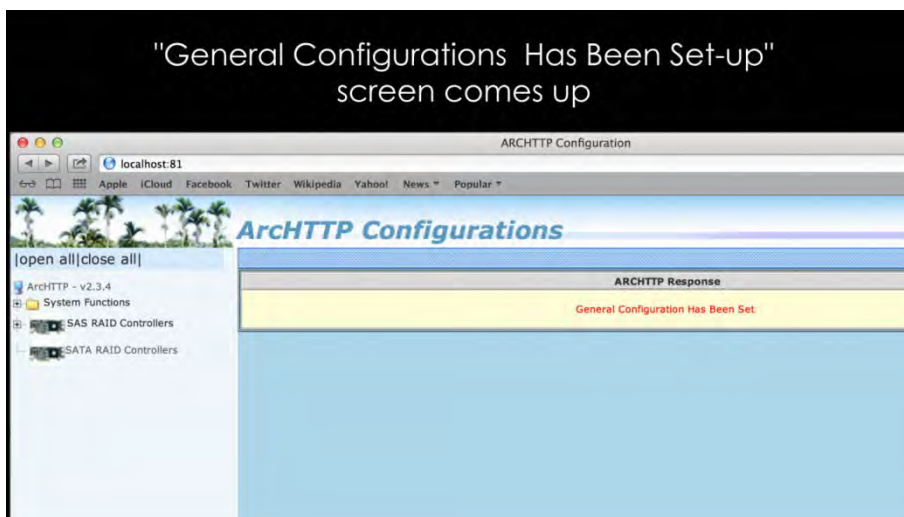 "General Configurations Has Been Set-up"
screen comes up
ARCHTTP Configuration
localhost:81
Apple iCloud Facebook Twitter Wikipedia Yahoo! News Popular
ArcHTTP Configurations
|open all|close all|
ARCHTTP Response
ArcHTTP - v2.3.4
System Functions
General Configuration Has Been Set
SAS RAID Controllers
SATA RAID Controllers